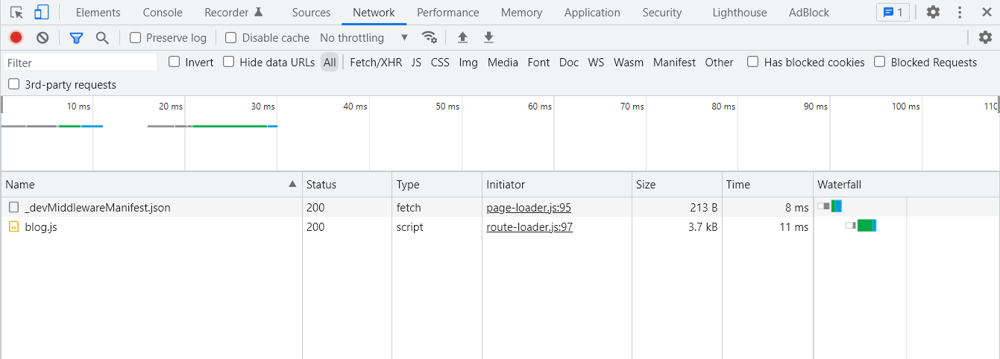 Elements Console Recorder Sources Network Performance Memory Application Security Lighthouse AdBlock 1
Preserve log Disable cache No throttling
Filter Invert Hide data URLs All Fetch/XHR JS CSS Img Media Font Doc WS Wasm Manifest Other Has blocked cookies Blocked Requests
3rd-party requests
10 ms 20 ms 30 ms 40 ms 50 ms 60 ms 70 ms 80 ms 90 ms 100 ms 110
Name Status Type Initiator Size Time Waterfall
_devMiddlewareManifest.json 200 fetch page-loader.js:95 213 B 8 ms
blog.js 200 script route-loader.js:97 3.7 kB 11 ms